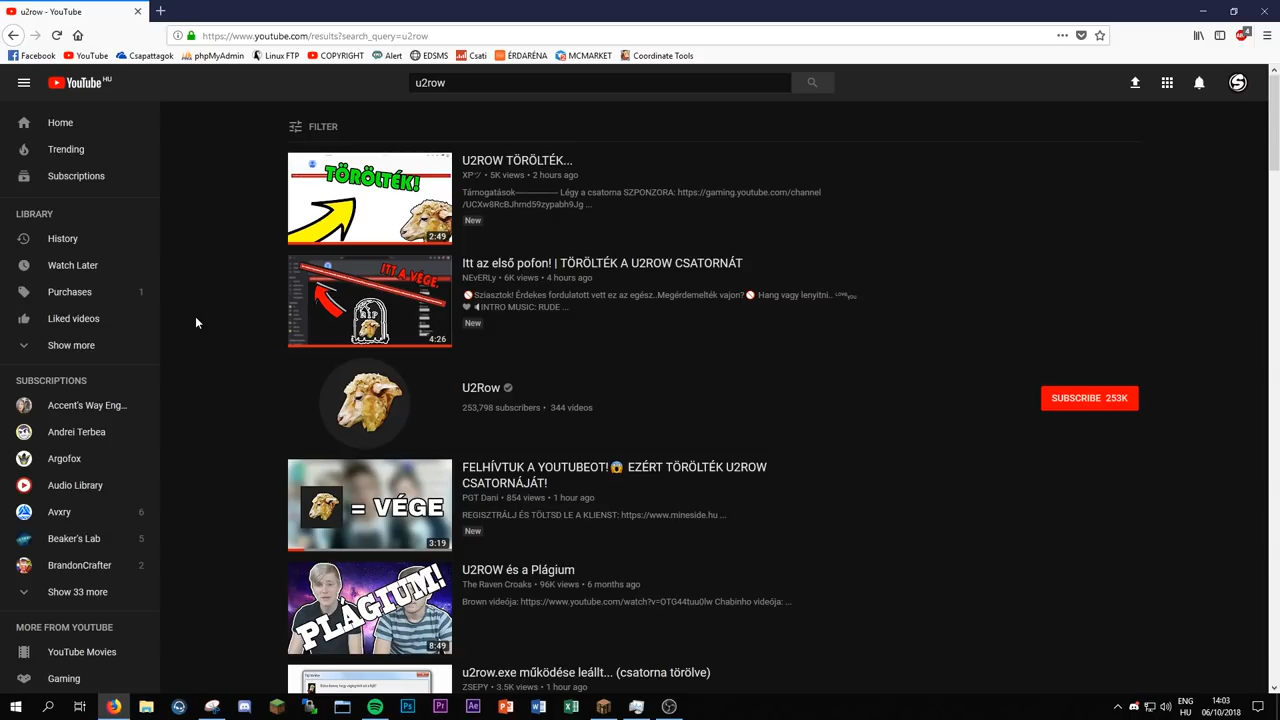 u2row - YouTube
https://www.youtube.com/results?search_query=u2row
Facebook YouTube Csapattagok phpMyAdmin Linux FTP COPYRIGHT Alert EDSMS Csati ÉRDARÉNA MCMARKET Coordinate Tools
4
YouTube HU
u2row
Home
Trending
Subscriptions
LIBRARY
History
Watch Later
Purchases 1
Liked videos
Show more
SUBSCRIPTIONS
Accent's Way Eng...
Andrei Terbea
Argofox
Audio Library
Avxry 6
Beaker's Lab 5
BrandonCrafter 2
Show 33 more
MORE FROM YOUTUBE
YouTube Movies
Gaming
FILTER
TÖRÖLTÉK!
2:49
U2ROW TÖRÖLTÉK...
XPツ • 5K views • 2 hours ago
Támogatások--------------- Légy a csatorna SZPONZORA: https://gaming.youtube.com/channel
/UCXw8RcBJhrnd59zypabh9Jg ...
New
ITT A VÉGE.
R.I.P
4:26
Itt az első pofon! | TÖRÖLTÉK A U2ROW CSATORNÁT
NEvERLy • 6K views • 4 hours ago
🚫Sziasztok! Érdekes fordulatott vett ez az egész..Megérdemelték vajon?? 🚫 Hang vagy lenyitni.. ᴸᵒᵛᵉᵧₒᵤ
❤ 🔇INTRO MUSIC: RUDE ...
New
U2Row
253,798 subscribers • 344 videos
SUBSCRIBE 253K
= VÉGE
3:19
FELHÍVTUK A YOUTUBEOT!😱 EZÉRT TÖRÖLTÉK U2ROW
CSATORNÁJÁT!
PGT Dani • 854 views • 1 hour ago
REGISZTRÁLJ ÉS TÖLTSD LE A KLIENST: https://www.mineside.hu ...
New
PLÁGIUM!
8:49
U2ROW és a Plágium
The Raven Croaks • 96K views • 6 months ago
Brown videója: https://www.youtube.com/watch?v=OTG44tuu0lw Chabinho videója: ...
u2row.exe működése leállt... (csatorna törölve)
ZSEPY • 3.5K views • 1 hour ago
ENG
HU
14:03
06/10/2018